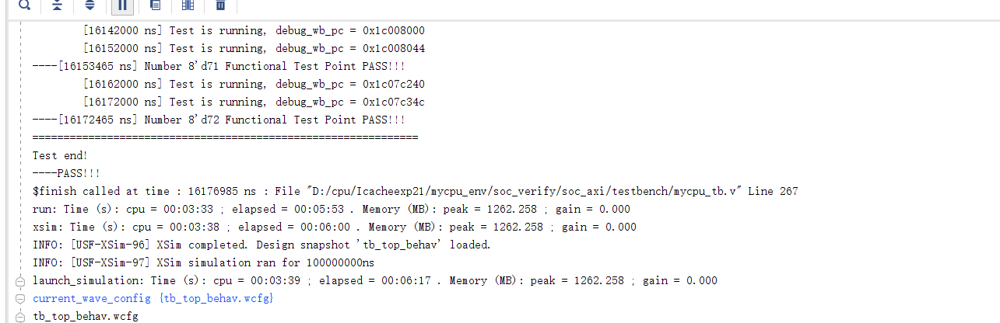 [16142000 ns] Test is running, debug_wb_pc = 0x1c008000
[16152000 ns] Test is running, debug_wb_pc = 0x1c008044
----[16153465 ns] Number 8'd71 Functional Test Point PASS!!!
[16162000 ns] Test is running, debug_wb_pc = 0x1c07c240
[16172000 ns] Test is running, debug_wb_pc = 0x1c07c34c
----[16172465 ns] Number 8'd72 Functional Test Point PASS!!!
==============================================================
Test end!
----PASS!!!
$finish called at time : 16176985 ns : File "D:/cpu/Icacheexp21/mycpu_env/soc_verify/soc_axi/testbench/mycpu_tb.v" Line 267
run: Time (s): cpu = 00:03:33 ; elapsed = 00:05:53 . Memory (MB): peak = 1262.258 ; gain = 0.000
xsim: Time (s): cpu = 00:03:38 ; elapsed = 00:06:00 . Memory (MB): peak = 1262.258 ; gain = 0.000
INFO: [USF-XSim-96] XSim completed. Design snapshot 'tb_top_behav' loaded.
INFO: [USF-XSim-97] XSim simulation ran for 100000000ns
launch_simulation: Time (s): cpu = 00:03:39 ; elapsed = 00:06:17 . Memory (MB): peak = 1262.258 ; gain = 0.000
current_wave_config {tb_top_behav.wcfg}
tb_top_behav.wcfg